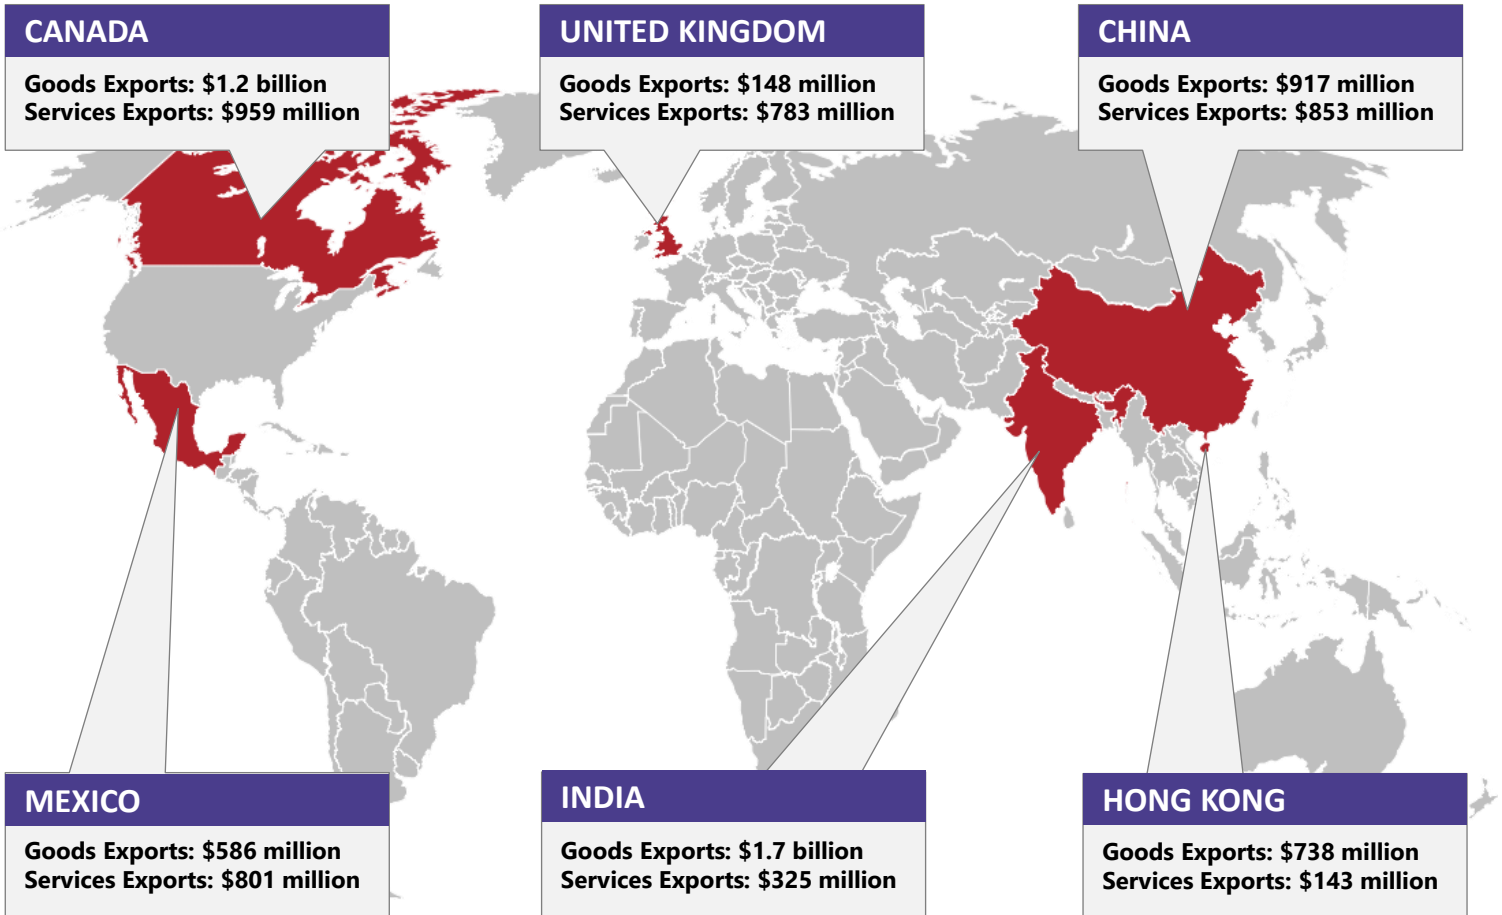 CANADA
Goods Exports: $1.2 billion
Services Exports: $959 million
UNITED KINGDOM
Goods Exports: $148 million
Services Exports: $783 million
CHINA
Goods Exports: $917 million
Services Exports: $853 million
MEXICO
Goods Exports: $586 million
Services Exports: $801 million
INDIA
Goods Exports: $1.7 billion
Services Exports: $325 million
HONG KONG
Goods Exports: $738 million
Services Exports: $143 million